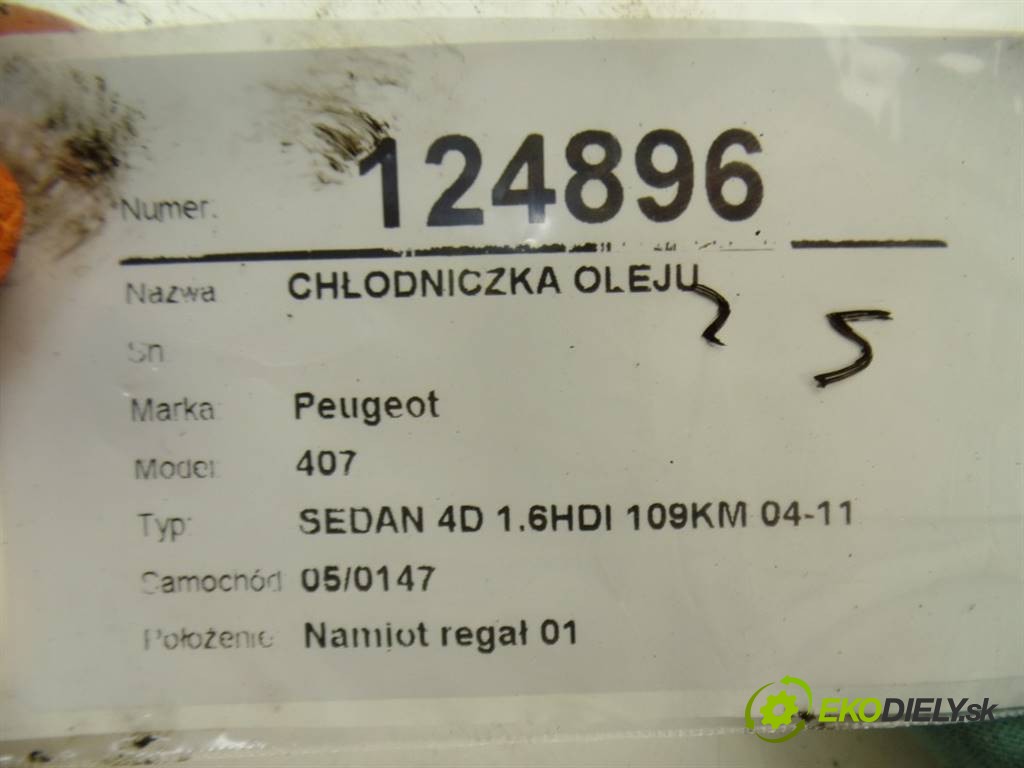 Numer: 124896
Nazwa CHŁODNICZKA OLEJU
Sn
Marka: Peugeot
Model: 407
Typ: SEDAN 4D 1.6HDI 109KM 04-11
Samochód 05/0147
Położenie Namiot regał 01
5
EKODIELY.sk